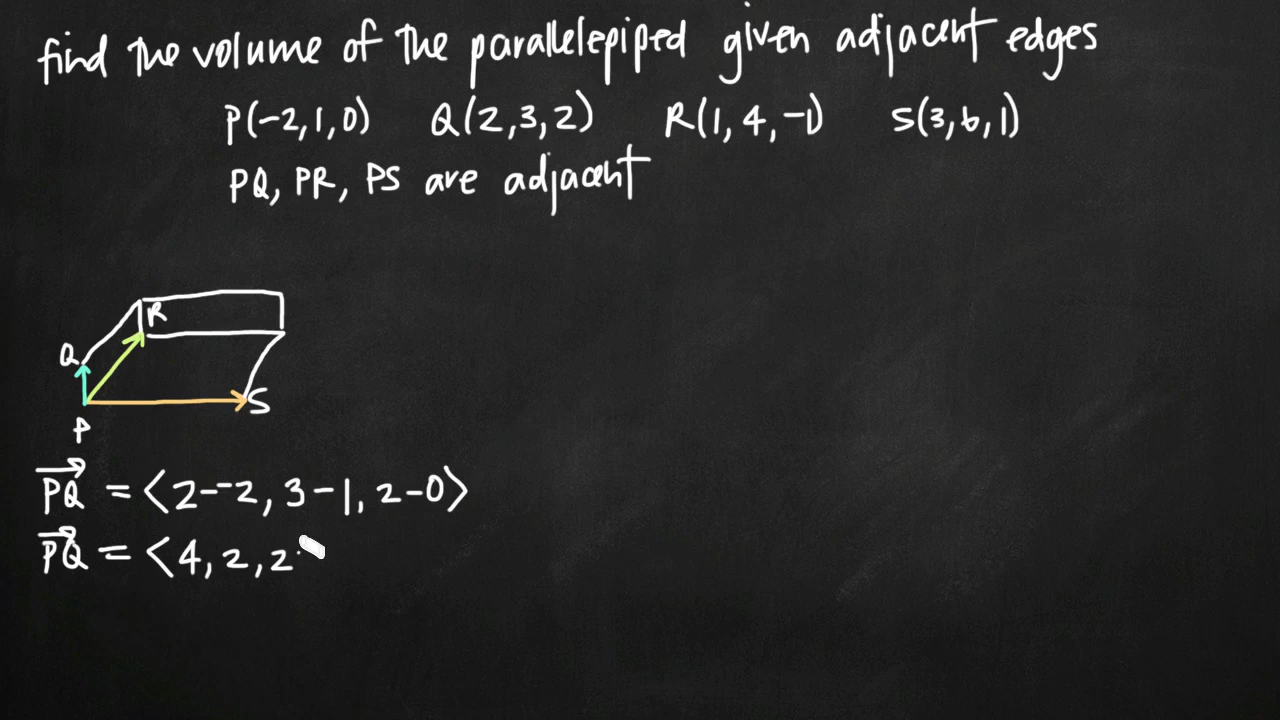 find the volume of the parallelepiped given adjacent edges
P(-2,1,0) Q(2,3,2) R(1,4,-1) S(3,6,1)
PQ, PR, PS are adjacent
R
Q
S
P
PQ = <2--2, 3-1, 2-0>
PQ = <4, 2, 2